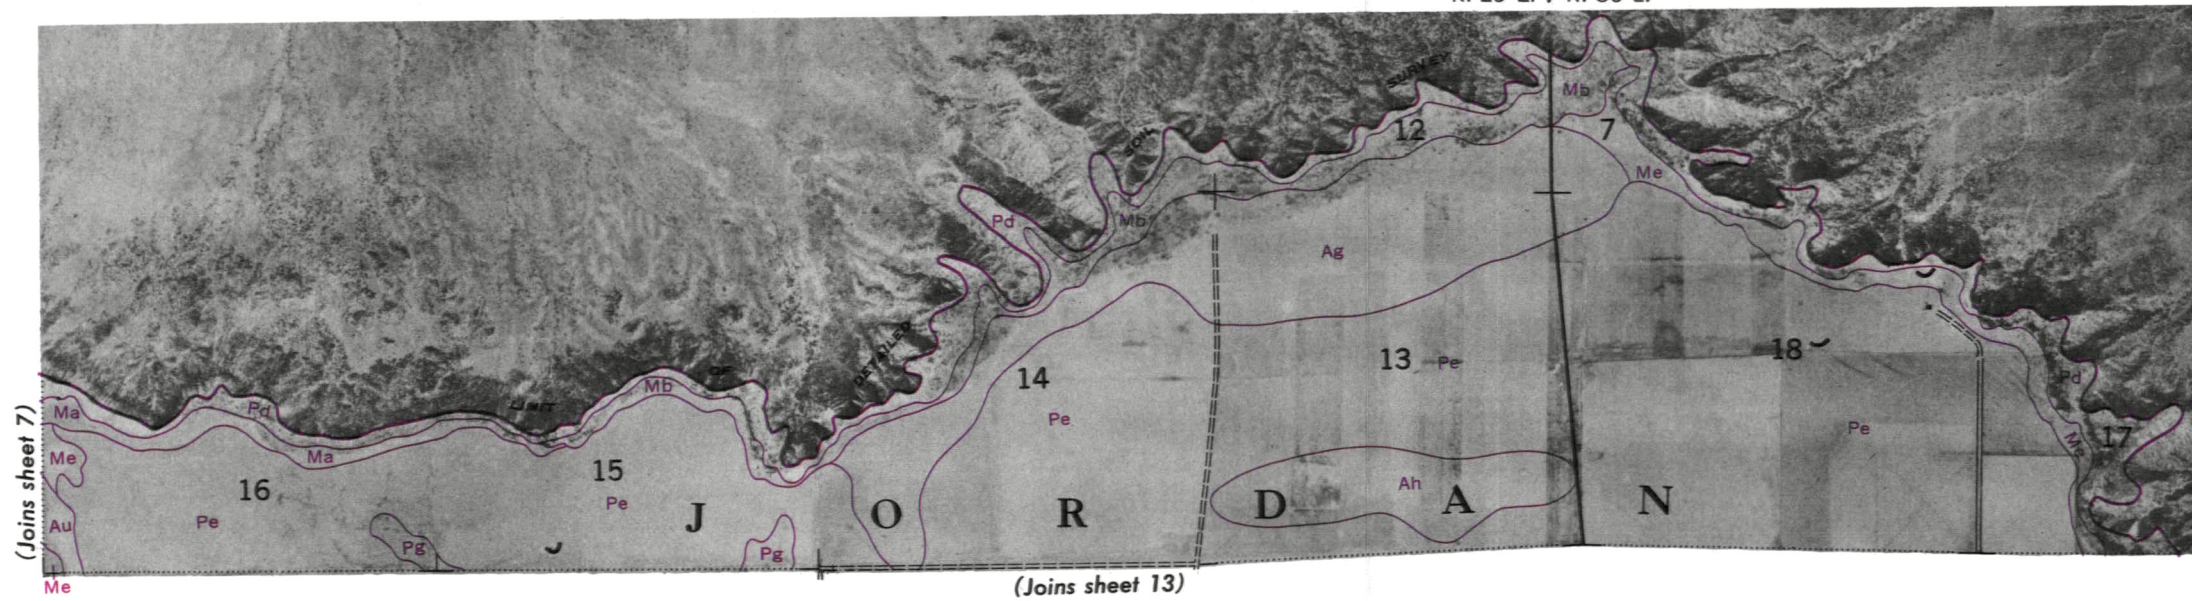 SURVEY
Mb
12
7
SOIL
Me
Pd
Mb
Ag
DETAILED
13
Pe
18
14
OF
Mb
Pd
LIMIT
Ma
Pd
Pe
Pe
17
Me
Ma
Me
16
15
Pe
Ah
J O R D A N
Au
Pe
Pg
Pg
(Joins sheet 7)
(Joins sheet 13)
Me